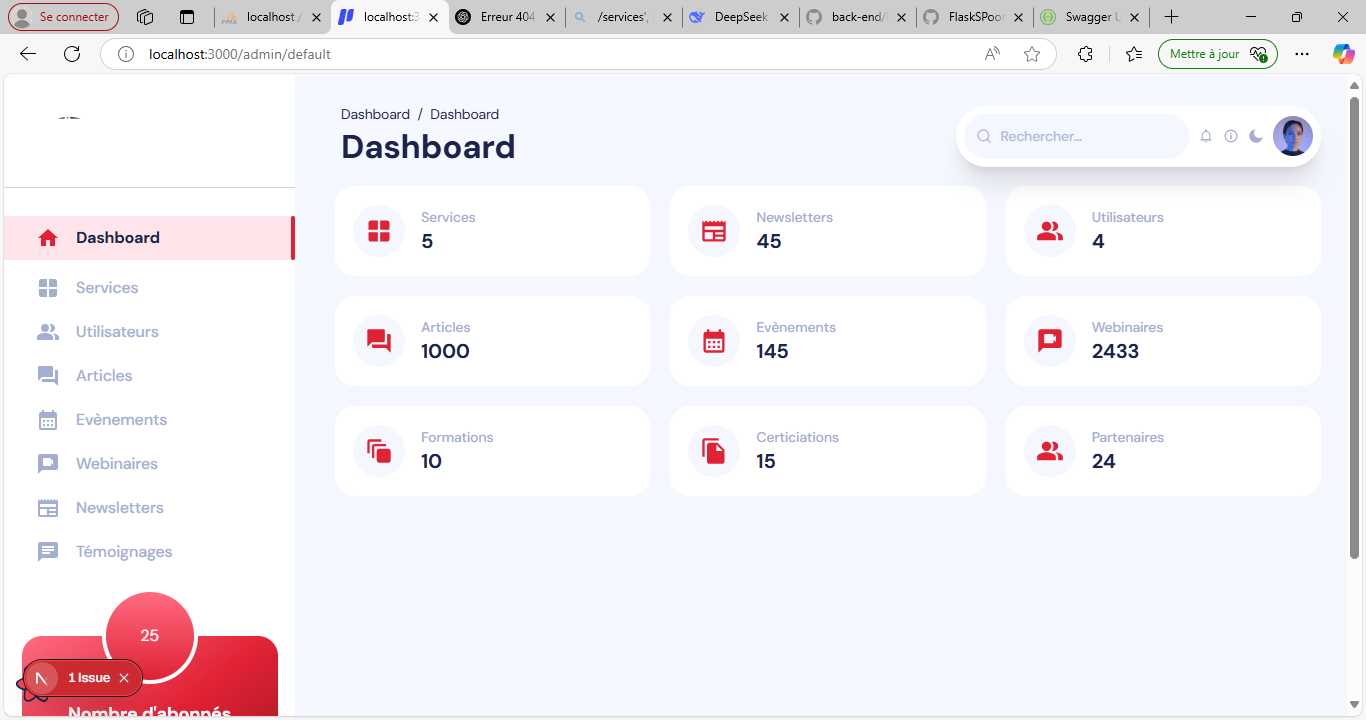 Se connecter
localhost /
localhost:3
Erreur 404
/services',
DeepSeek
back-end/
FlaskSPoor
Swagger U
localhost:3000/admin/default
Mettre à jour
Dashboard / Dashboard
Dashboard
Rechercher...
Dashboard
Services
Utilisateurs
Articles
Evènements
Webinaires
Newsletters
Témoignages
25
Nombre d'abonnés
1 Issue
Services
5
Newsletters
45
Utilisateurs
4
Articles
1000
Evènements
145
Webinaires
2433
Formations
10
Certiciations
15
Partenaires
24